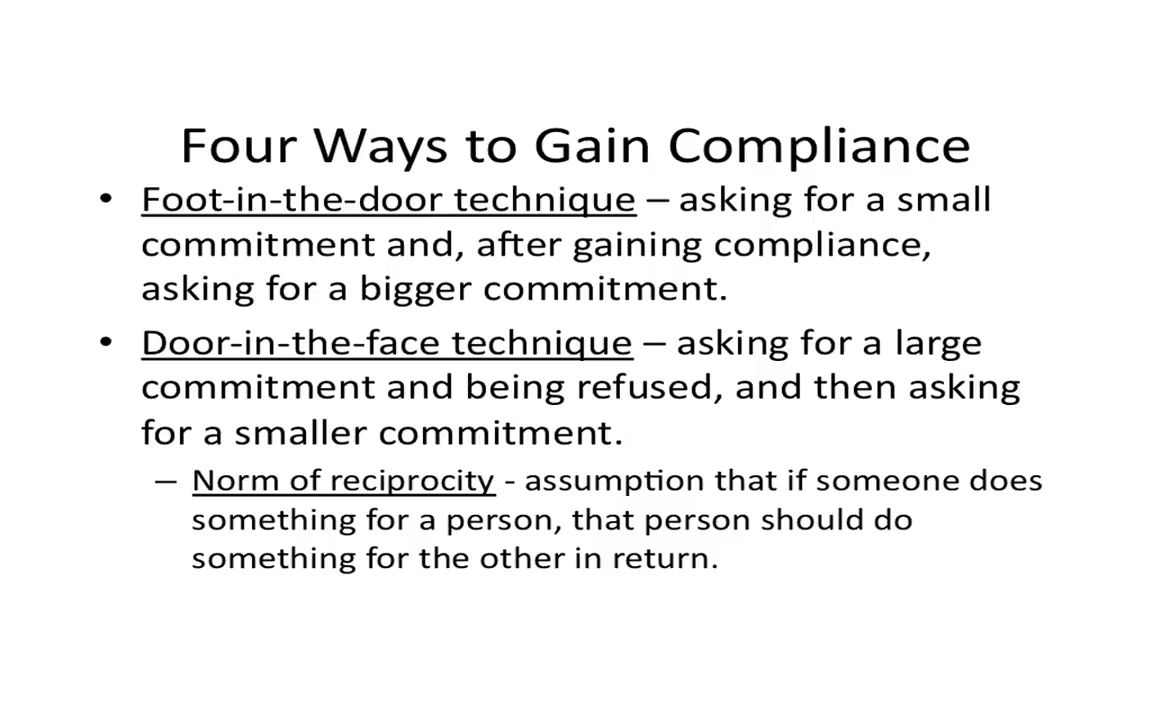 Four Ways to Gain Compliance
• Foot-in-the-door technique – asking for a small
commitment and, after gaining compliance,
asking for a bigger commitment.
• Door-in-the-face technique – asking for a large
commitment and being refused, and then asking
for a smaller commitment.
– Norm of reciprocity - assumption that if someone does
something for a person, that person should do
something for the other in return.